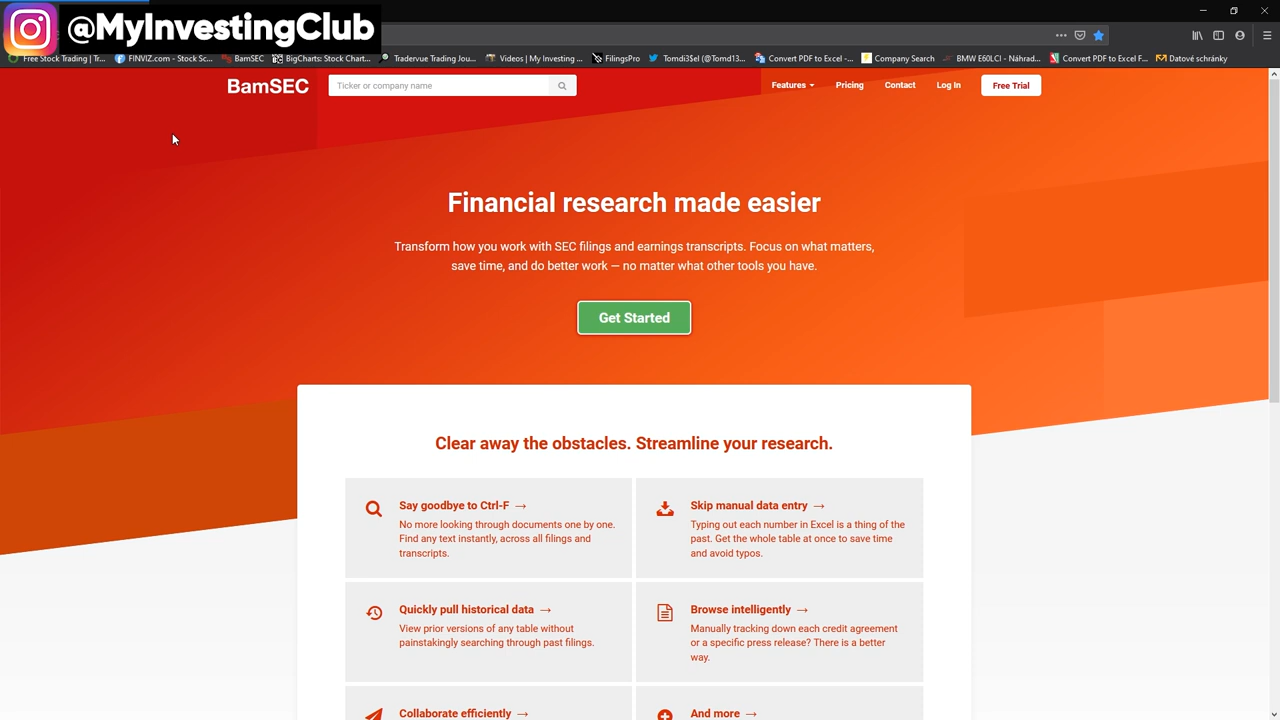 @MyInvestingClub
Free Stock Trading | Tr... FINVIZ.com - Stock Sc... BamSEC BigCharts: Stock Chart... Tradervue Trading Jou... Videos | My Investing ... FilingsPro Tomdi3$el (@Tomd13... Convert PDF to Excel -... Company Search BMW E60LCI - Náhrad... Convert PDF to Excel F... Datové schránky
BamSEC Ticker or company name Features Pricing Contact Log In Free Trial
Financial research made easier
Transform how you work with SEC filings and earnings transcripts. Focus on what matters,
save time, and do better work — no matter what other tools you have.
Get Started
Clear away the obstacles. Streamline your research.
Say goodbye to Ctrl-F →
No more looking through documents one by one.
Find any text instantly, across all filings and
transcripts.
Skip manual data entry →
Typing out each number in Excel is a thing of the
past. Get the whole table at once to save time
and avoid typos.
Quickly pull historical data →
View prior versions of any table without
painstakingly searching through past filings.
Browse intelligently →
Manually tracking down each credit agreement
or a specific press release? There is a better
way.
Collaborate efficiently →
And more →